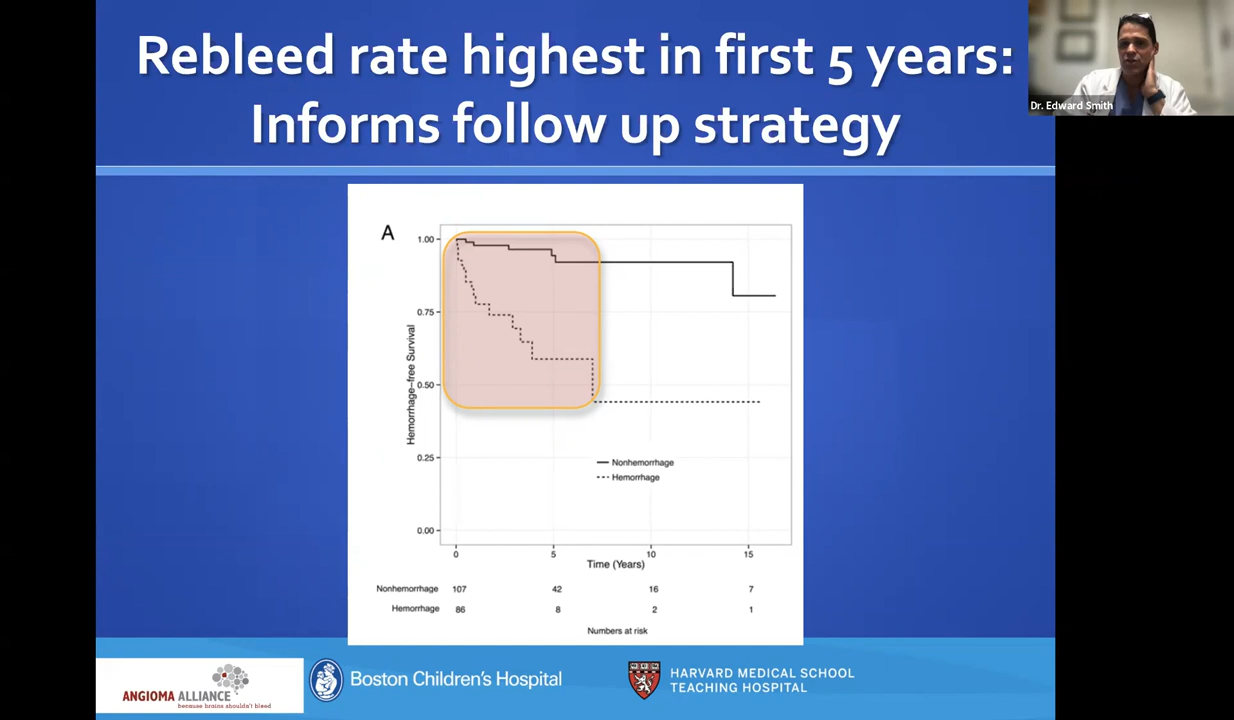 Rebleed rate highest in first 5 years:
Informs follow up strategy
Dr. Edward Smith
A
1.00
0.75
0.50
0.25
0.00
Hemorrhage–free Survival
Nonhemorrhage
Hemorrhage
0 5 10 15
Time (Years)
Nonhemorrhage 107 42 16 7
Hemorrhage 86 8 2 1
Numbers at risk
ANGIOMA ALLIANCE
because brains shouldn't bleed
Boston Children's Hospital
HARVARD MEDICAL SCHOOL
TEACHING HOSPITAL